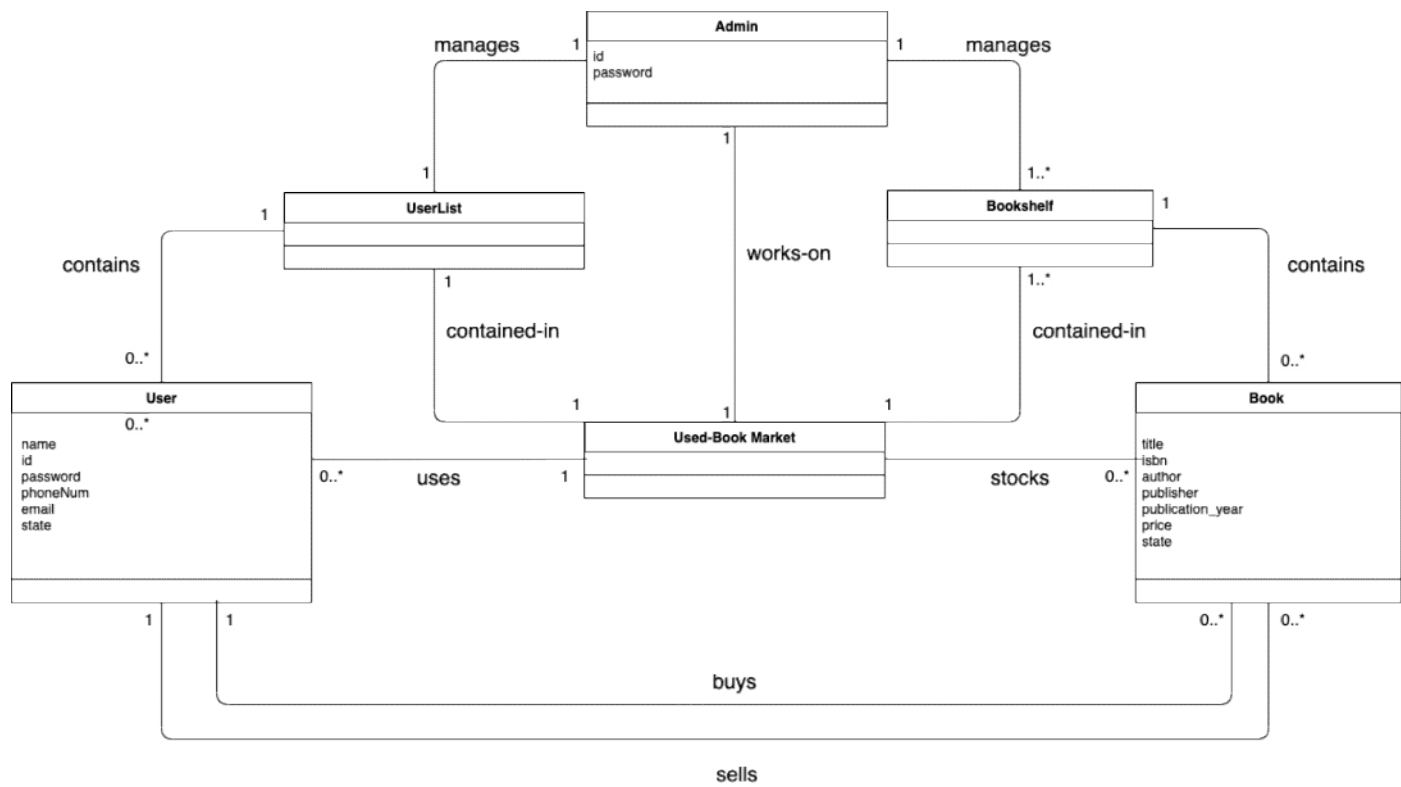 Admin
manages
1
1
manages
id
password
1
1
1..*
UserList
Bookshelf
1
1
contains
works-on
contains
1
1..*
contained-in
contained-in
0..*
0..*
User
Book
1
1
1
0..*
Used-Book Market
name
id
password
phoneNum
email
state
title
isbn
author
publisher
publication_year
price
state
0..*
uses
1
stocks
0..*
1
1
0..*
0..*
buys
sells